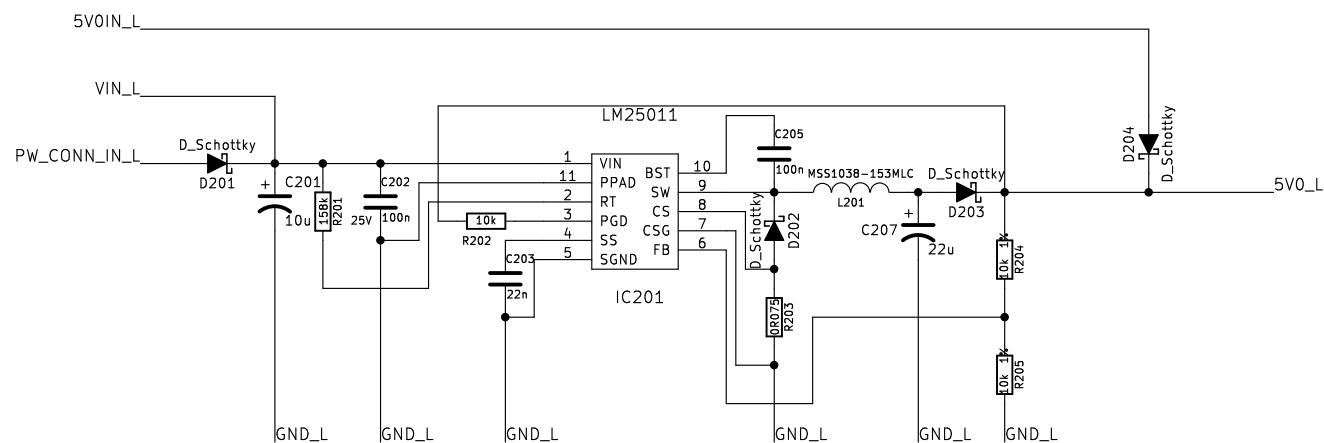 5V0IN_L
VIN_L
PW_CONN_IN_L
D_Schottky
D201
C201
10u
158k
R201
C202
25V
100n
10k
R202
C203
22n
LM25011
1 VIN
11 PPAD
2 RT
3 PGD
4 SS
5 SGND
BST 10
SW 9
CS 8
CSG 7
FB 6
IC201
C205
100n
D_Schottky
D202
0R075
R203
MSS1038-153MLC
L201
C207
22u
D_Schottky
D203
D204
D_Schottky
5V0_L
10k 1%
R204
10k 1%
R205
GND_L
GND_L
GND_L
GND_L
GND_L
GND_L